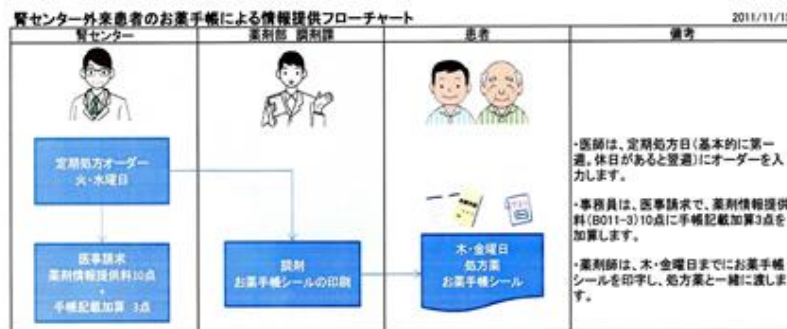 腎センター外来患者のお薬手帳による情報提供フローチャート
2011/11/15
腎センター
薬剤部 調剤課
患者
備考
定期処方オーダー
火・水曜日
医事請求
薬剤情報提供料10点
+
手帳記載加算 3点
調剤
お薬手帳シールの印刷
木・金曜日
処方薬
お薬手帳シール
・医師は、定期処方日(基本的に第一
週。休日があると翌週)にオーダーを入
力します。
・事務員は、医事請求で、薬剤情報提供
料(B011-3)10点に手帳記載加算3点を
加算します。
・薬剤師は、木・金曜日までにお薬手帳
シールを印字し、処方薬と一緒に渡しま
す。